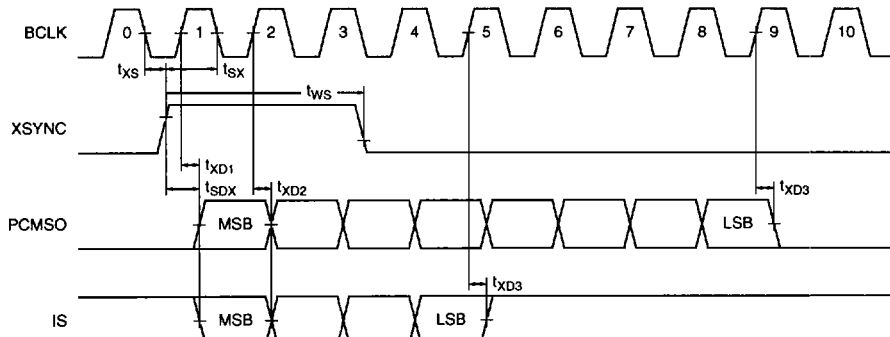 BCLK 0 1 2 3 4 5 6 7 8 9 10
tXS tSX
tWS
XSYNC
tXD1
tSDX tXD2 tXD3
PCMSO MSB LSB
tXD3
IS MSB LSB